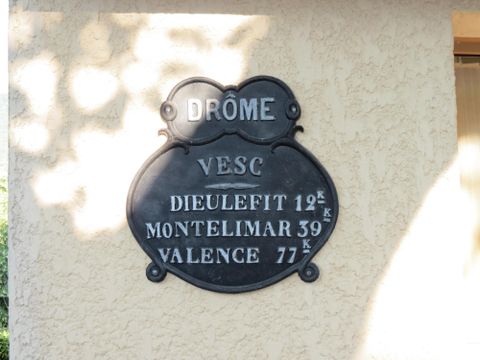 DRÔME
VESC
DIEULEFIT 12K
MONTELIMAR 39K
VALENCE 77K